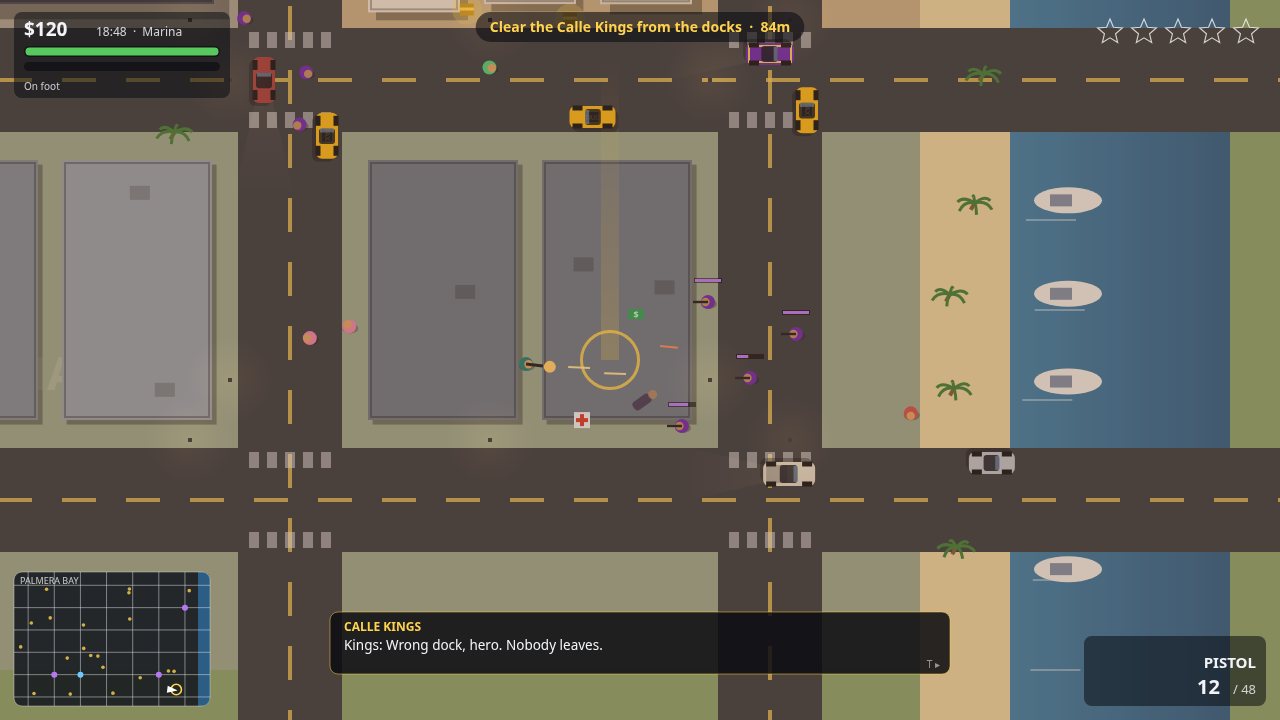 Clear the Calle Kings from the docks · 84m
$120
18:48 · Marina
On foot
$
A
PALMERA BAY
CALLE KINGS
Kings: Wrong dock, hero. Nobody leaves.
T ▸
PISTOL
12 / 48